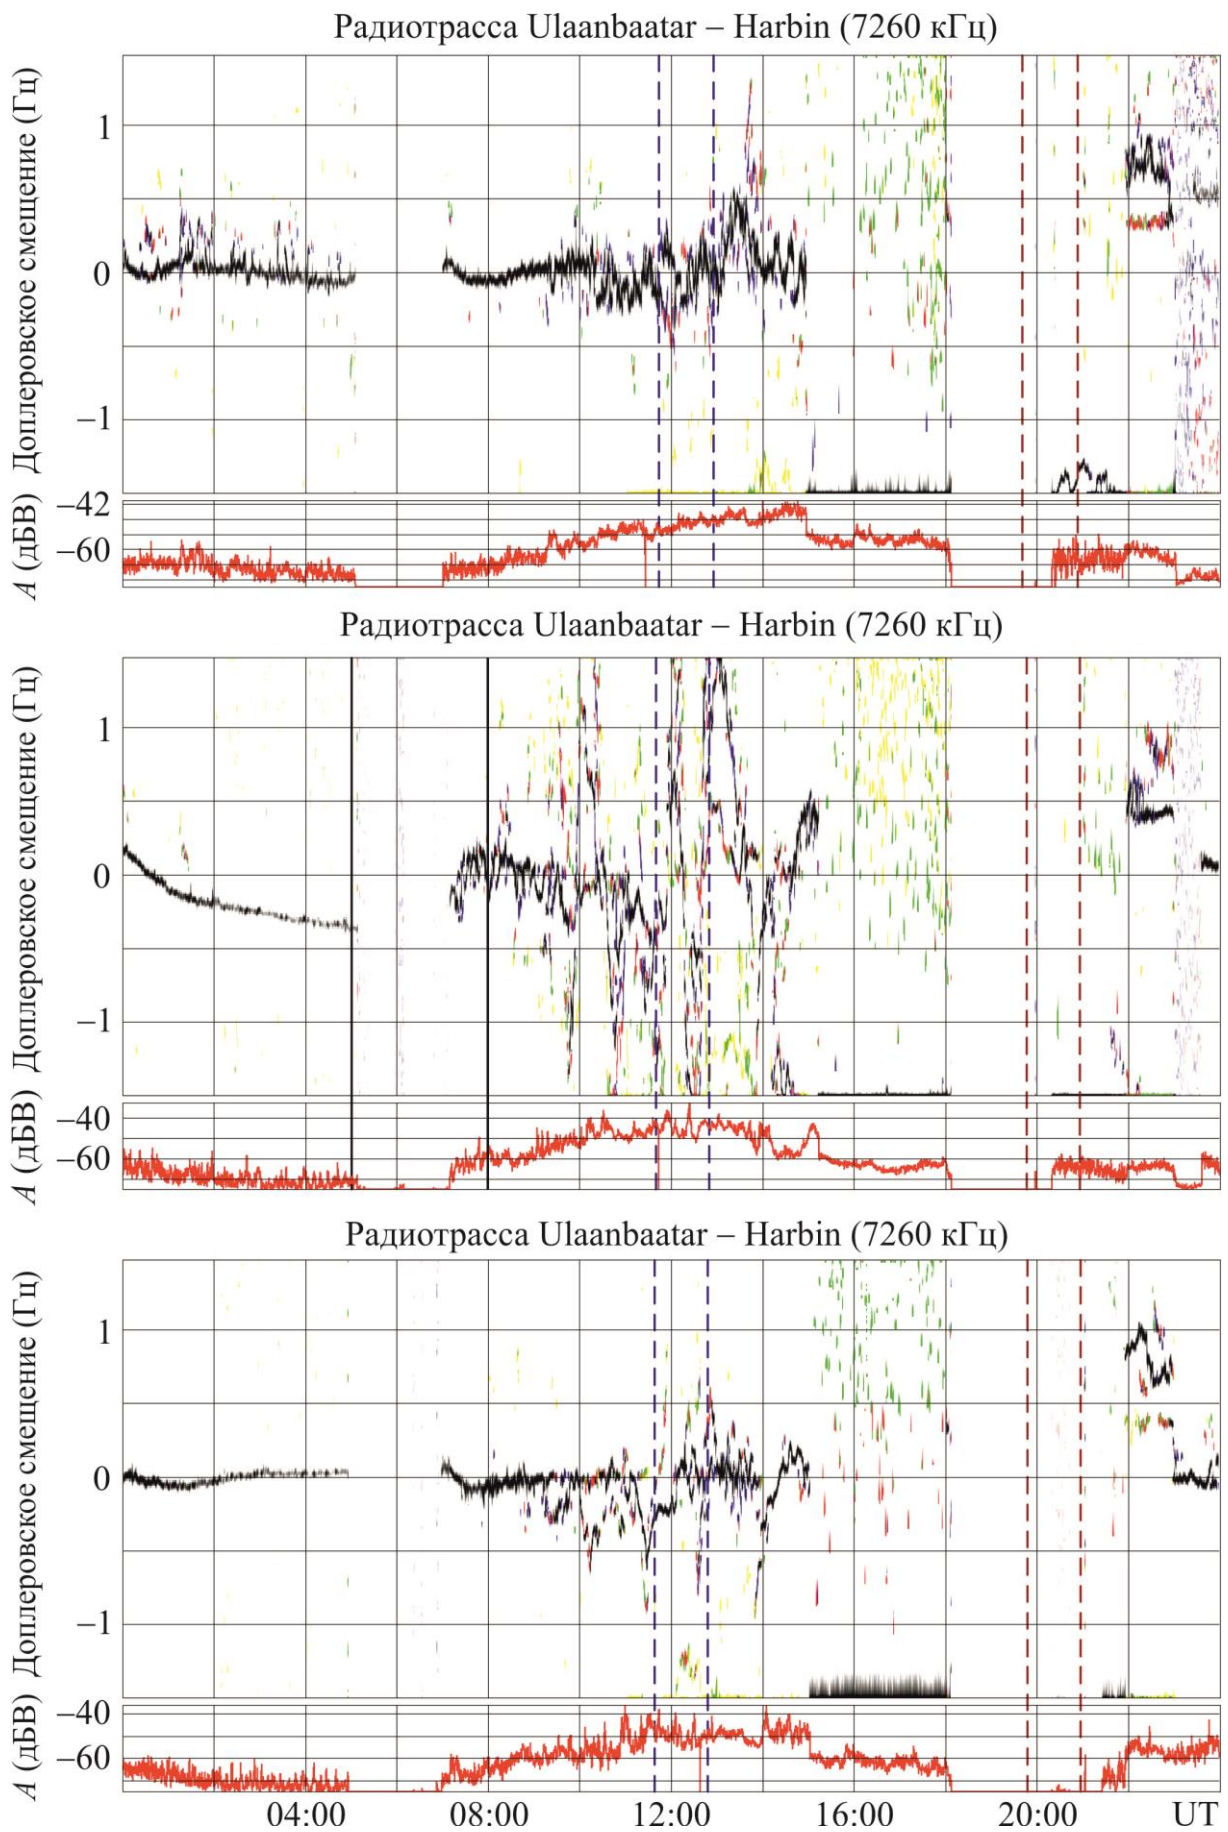 Радиотрасса Ulaanbaatar – Harbin (7260 кГц)
Доплеровское смещение (Гц)
1
0
−1
A (дБВ)
−42
−60
Радиотрасса Ulaanbaatar – Harbin (7260 кГц)
Доплеровское смещение (Гц)
1
0
−1
A (дБВ)
−40
−60
Радиотрасса Ulaanbaatar – Harbin (7260 кГц)
Доплеровское смещение (Гц)
1
0
−1
A (дБВ)
−40
−60
04:00 08:00 12:00 16:00 20:00 UT